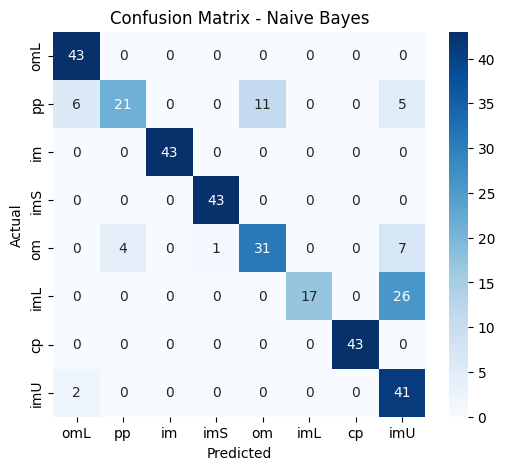 Confusion Matrix - Naive Bayes
omL 43 0 0 0 0 0 0 0
pp 6 21 0 0 11 0 0 5
im 0 0 43 0 0 0 0 0
imS 0 0 0 43 0 0 0 0
om 0 4 0 1 31 0 0 7
imL 0 0 0 0 0 17 0 26
cp 0 0 0 0 0 0 43 0
imU 2 0 0 0 0 0 0 41
omL pp im imS om imL cp imU
Predicted
Actual
40
35
30
25
20
15
10
5
0